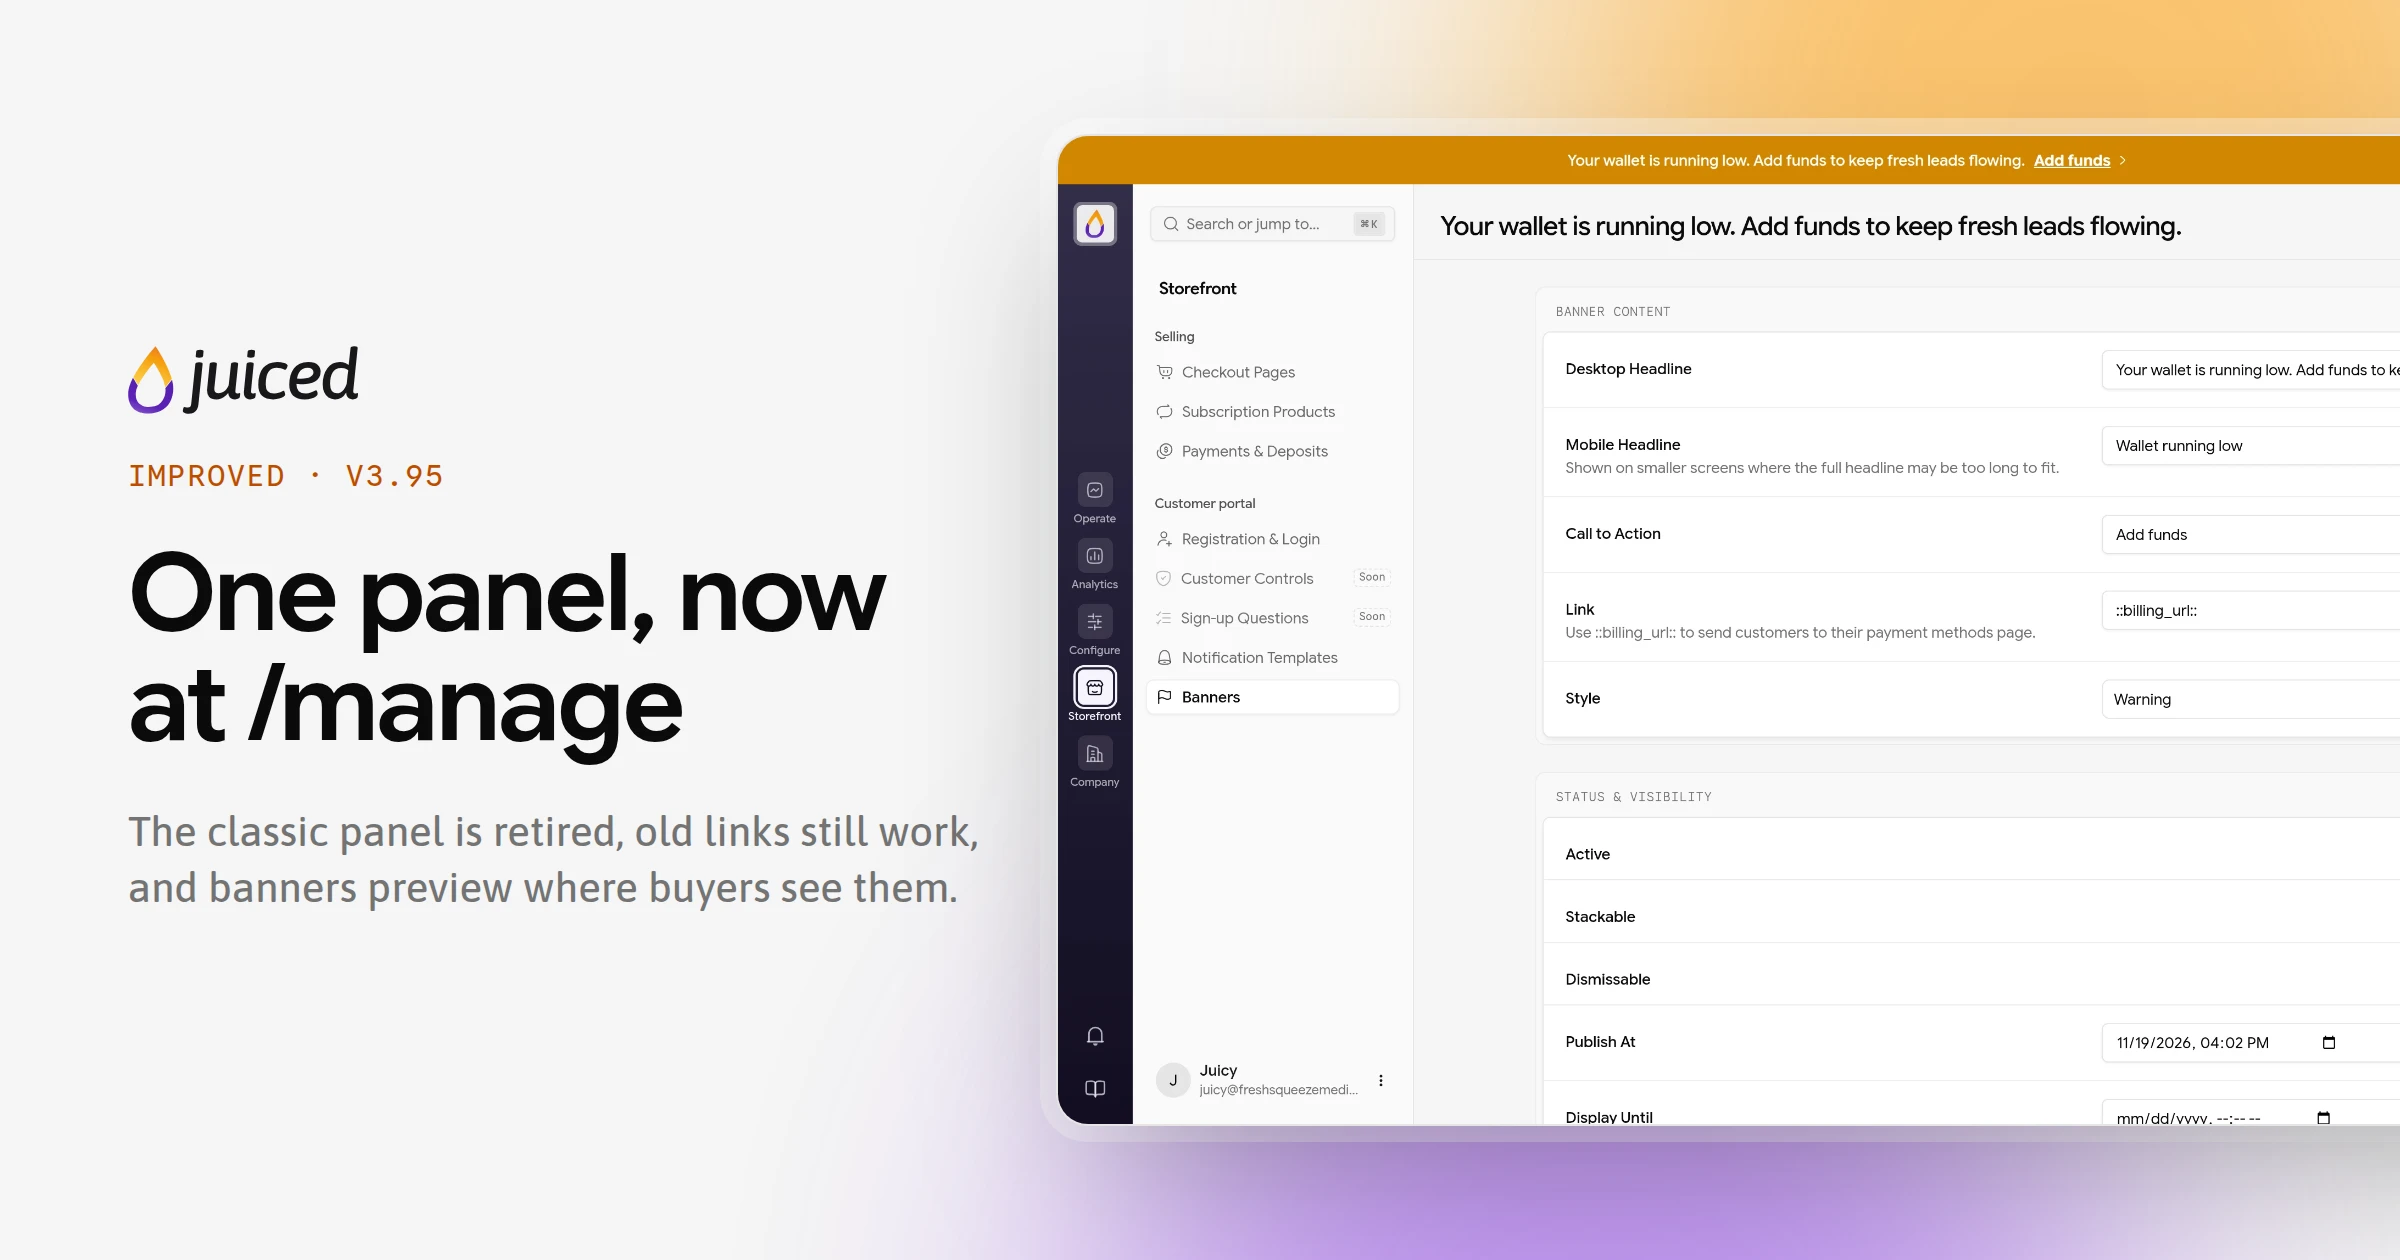 juiced
IMPROVED · V3.95
One panel, now
at /manage
The classic panel is retired, old links still work,
and banners preview where buyers see them.
Your wallet is running low. Add funds to keep fresh leads flowing. Add funds
Operate
Analytics
Configure
Storefront
Company
Search or jump to...
⌘K
Storefront
Selling
Checkout Pages
Subscription Products
Payments & Deposits
Customer portal
Registration & Login
Customer Controls Soon
Sign-up Questions Soon
Notification Templates
Banners
J
Juicy
juicy@freshsqueezemedi...
Your wallet is running low. Add funds to keep fresh leads flowing.
BANNER CONTENT
Desktop Headline
Your wallet is running low. Add funds to ke
Mobile Headline
Shown on smaller screens where the full headline may be too long to fit.
Wallet running low
Call to Action
Add funds
Link
Use ::billing_url:: to send customers to their payment methods page.
::billing_url::
Style
Warning
STATUS & VISIBILITY
Active
Stackable
Dismissable
Publish At
11/19/2026, 04:02 PM
Display Until
mm/dd/yyyy, --:-- --